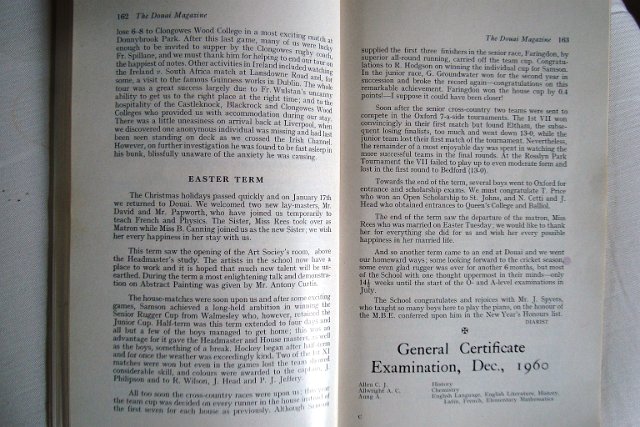 162 The Douai Magazine
lose 6-8 to Clongowes Wood College in a most exciting match at
Donnybrook Park. After this last game, many of us were lucky
enough to be invited to supper by the Clongowes rugby coach,
Fr. Spillane, and we must thank him for helping to end our tour on
the happiest of notes. Other activities in Ireland included watching
the Ireland v. South Africa match at Lansdowne Road and, for
some, a visit to the famous Guinness works in Dublin. The whole
tour was a great success largely due to Fr. Wulstan's uncanny
ability to get us to the right place at the right time; and to the
hospitality of the Castleknock, Blackrock and Clongowes Wood
Colleges who provided us with accommodation during our stay.
There was a little uneasiness on arrival back at Liverpool, when
we discovered one anonymous individual was missing and had last
been seen standing on deck as we crossed the Irish Channel.
However, on further investigation he was found to be fast asleep in
his bunk, blissfully unaware of the anxiety he was causing.
EASTER TERM
The Christmas holidays passed quickly and on January 17th
we returned to Douai. We welcomed two new lay-masters, Mr.
David and Mr. Papworth, who have joined us temporarily to
teach French and Physics. The Sister, Miss Rees took over as
Matron while Miss B. Canning joined us as the new Sister; we wish
her every happiness in her stay with us.
This term saw the opening of the Art Society's room, above
the Headmaster's study. The artists in the school now have a
place to work and it is hoped that much new talent will be un-
earthed. During the term a most enlightening talk and demonstra-
tion on Abstract Painting was given by Mr. Antony Curtis.
The house-matches were soon upon us and after some exciting
games, Samson achieved a long-held ambition in winning the
Senior Rugger Cup from Walmesley who, however, retained the
Junior Cup. Half-term was this term extended to four days and
all but a few of the boys managed to get home; this was an
advantage for it gave the Headmaster and House masters, as well
as the boys, something of a break. Hockey began after half-term
and for once the weather was exceedingly kind. Two of the 1st XI
matches were won but even in the games lost the team showed
considerable skill, and colours were awarded to the captain, J.
Philpson and to R. Wilson, J. Head and P. J. Jeffery.
All too soon the cross-country races were upon us; this year
the team cup was decided on every runner in the house instead of
the first seven for each house as previously. Although Samson
The Douai Magazine 163
supplied the first three finishers in the senior race, Faringdon, by
superior all-round running, carried off the team cup. Congratu-
lations to R. Hodgson on winning the individual cup for Samson.
In the junior race, G. Groundwater won for the second year in
succession and broke the record again—congratulations on this
remarkable achievement. Faringdon won the house cup by 0.4
points!—I suppose it could have been closer!
Soon after the senior cross-country two teams were sent to
compete in the Oxford 7-a-side tournaments. The 1st VII won
convincingly in their first match but found Eltham, the subse-
quent losing finalists, too much and went down 13-0, while the
junior team lost their first match of the tournament. Nevertheless,
the remainder of a most enjoyable day was spent in watching the
more successful teams in the final rounds. At the Rosslyn Park
Tournament the VII failed to play up to even moderate form and
lost in the first round to Bedford (13-0).
Towards the end of the term, several boys went to Oxford for
entrance and scholarship exams. We must congratulate T. Price
who won an Open Scholarship to St. Johns, and N. Cetti and J.
Head who obtained entrances to Queen's College and Balliol.
The end of the term saw the departure of the matron, Miss
Rees who was married on Easter Tuesday; we would like to thank
her for everything she did for us and wish her every possible
happiness in her married life.
And so another term came to an end at Douai and we went
our homeward ways; some looking forward to the cricket season,
some even glad rugger was over for another 6 months, but most
of the School with one thought uppermost in their minds—only
14½ weeks until the start of the O- and A-level examinations in
July.
The School congratulates and rejoices with Mr. J. Spivers,
who taught so many boys here to play the piano, on the honour of
the M.B.E. conferred upon him in the New Year's Honours list.
DIARIST
General Certificate
Examination, Dec., 1960
Allen C. J. History
Allwright A. C. Chemistry
Aung A. English Language, English Literature, History,
Latin, French, Elementary Mathematics
C